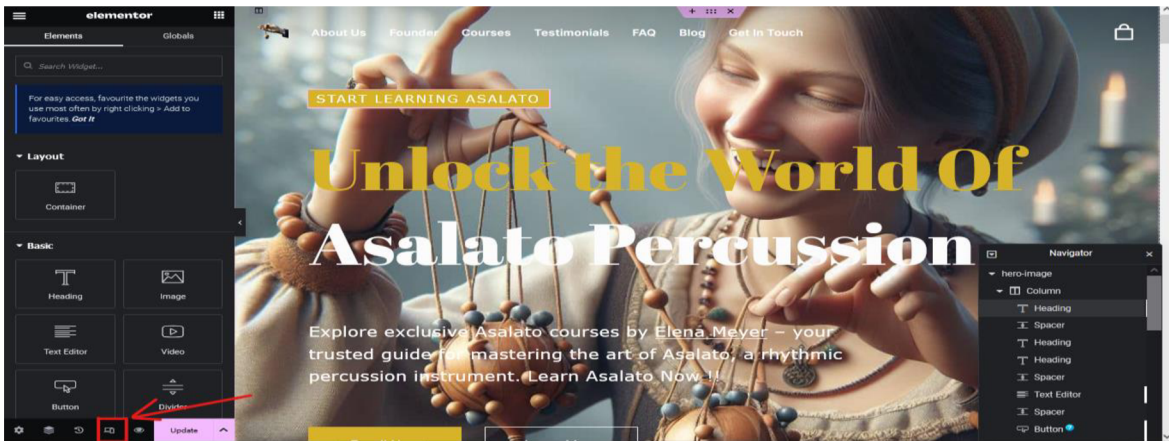 elementor
Elements
Globals
Search Widget...
For easy access, favourite the widgets you
use most often by right clicking > Add to
favourites. Got It
Layout
Container
Basic
Heading
Image
Text Editor
Video
Button
Divider
Update
About Us
Founder
Courses
Testimonials
FAQ
Blog
Get In Touch
START LEARNING ASALATO
Unlock the World Of
Asalato Percussion
Explore exclusive Asalato courses by Elena Meyer – your
trusted guide for mastering the art of Asalato, a rhythmic
percussion instrument. Learn Asalato Now !!
Navigator
hero-image
Column
Heading
Spacer
Heading
Heading
Spacer
Text Editor
Spacer
Button